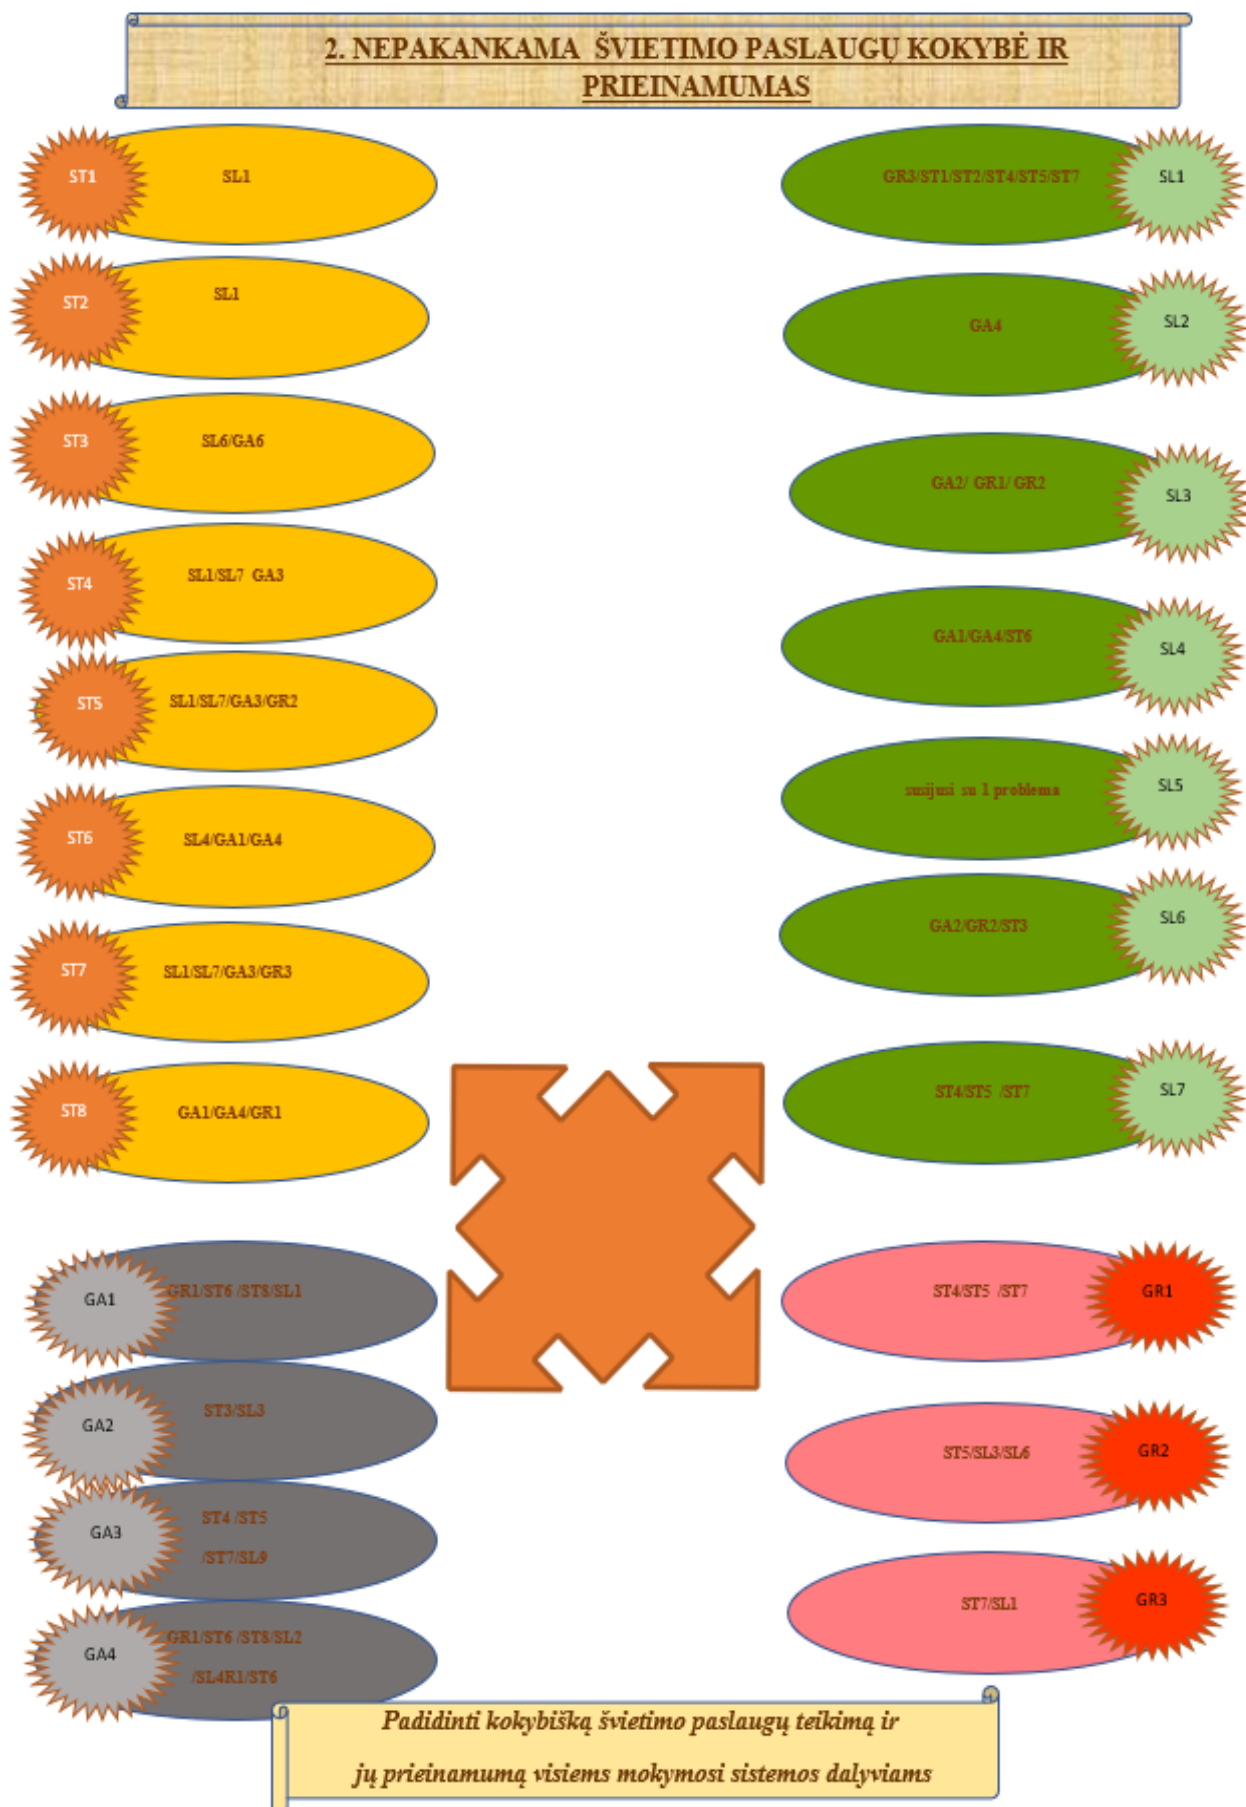 2. NEPAKANKAMA ŠVIETIMO PASLAUGŲ KOKYBĖ IR
PRIEINAMUMAS
ST1
SL1
ST2
SL1
ST3
SL6/GA6
ST4
SL1/SL7 GA3
ST5
SL1/SL7/GA3/GR2
ST6
SL4/GA1/GA4
ST7
SL1/SL7/GA3/GR3
ST8
GA1/GA4/GR1
GR3/ST1/ST2/ST4/ST5/ST7
SL1
GA4
SL2
GA2/ GR1/ GR2
SL3
GA1/GA4/ST6
SL4
susijusi su 1 problema
SL5
GA2/GR2/ST3
SL6
ST4/ST5 /ST7
SL7
GA1
GR1/ST6 /ST8/SL1
GA2
ST3/SL3
GA3
ST4 /ST5
/ST7/SL9
GA4
GR1/ST6 /ST8/SL2
/SL4R1/ST6
ST4/ST5 /ST7
GR1
ST5/SL3/SL6
GR2
ST7/SL1
GR3
Padidinti kokybišką švietimo paslaugų teikimą ir
jų prieinamumą visiems mokymosi sistemos dalyviams